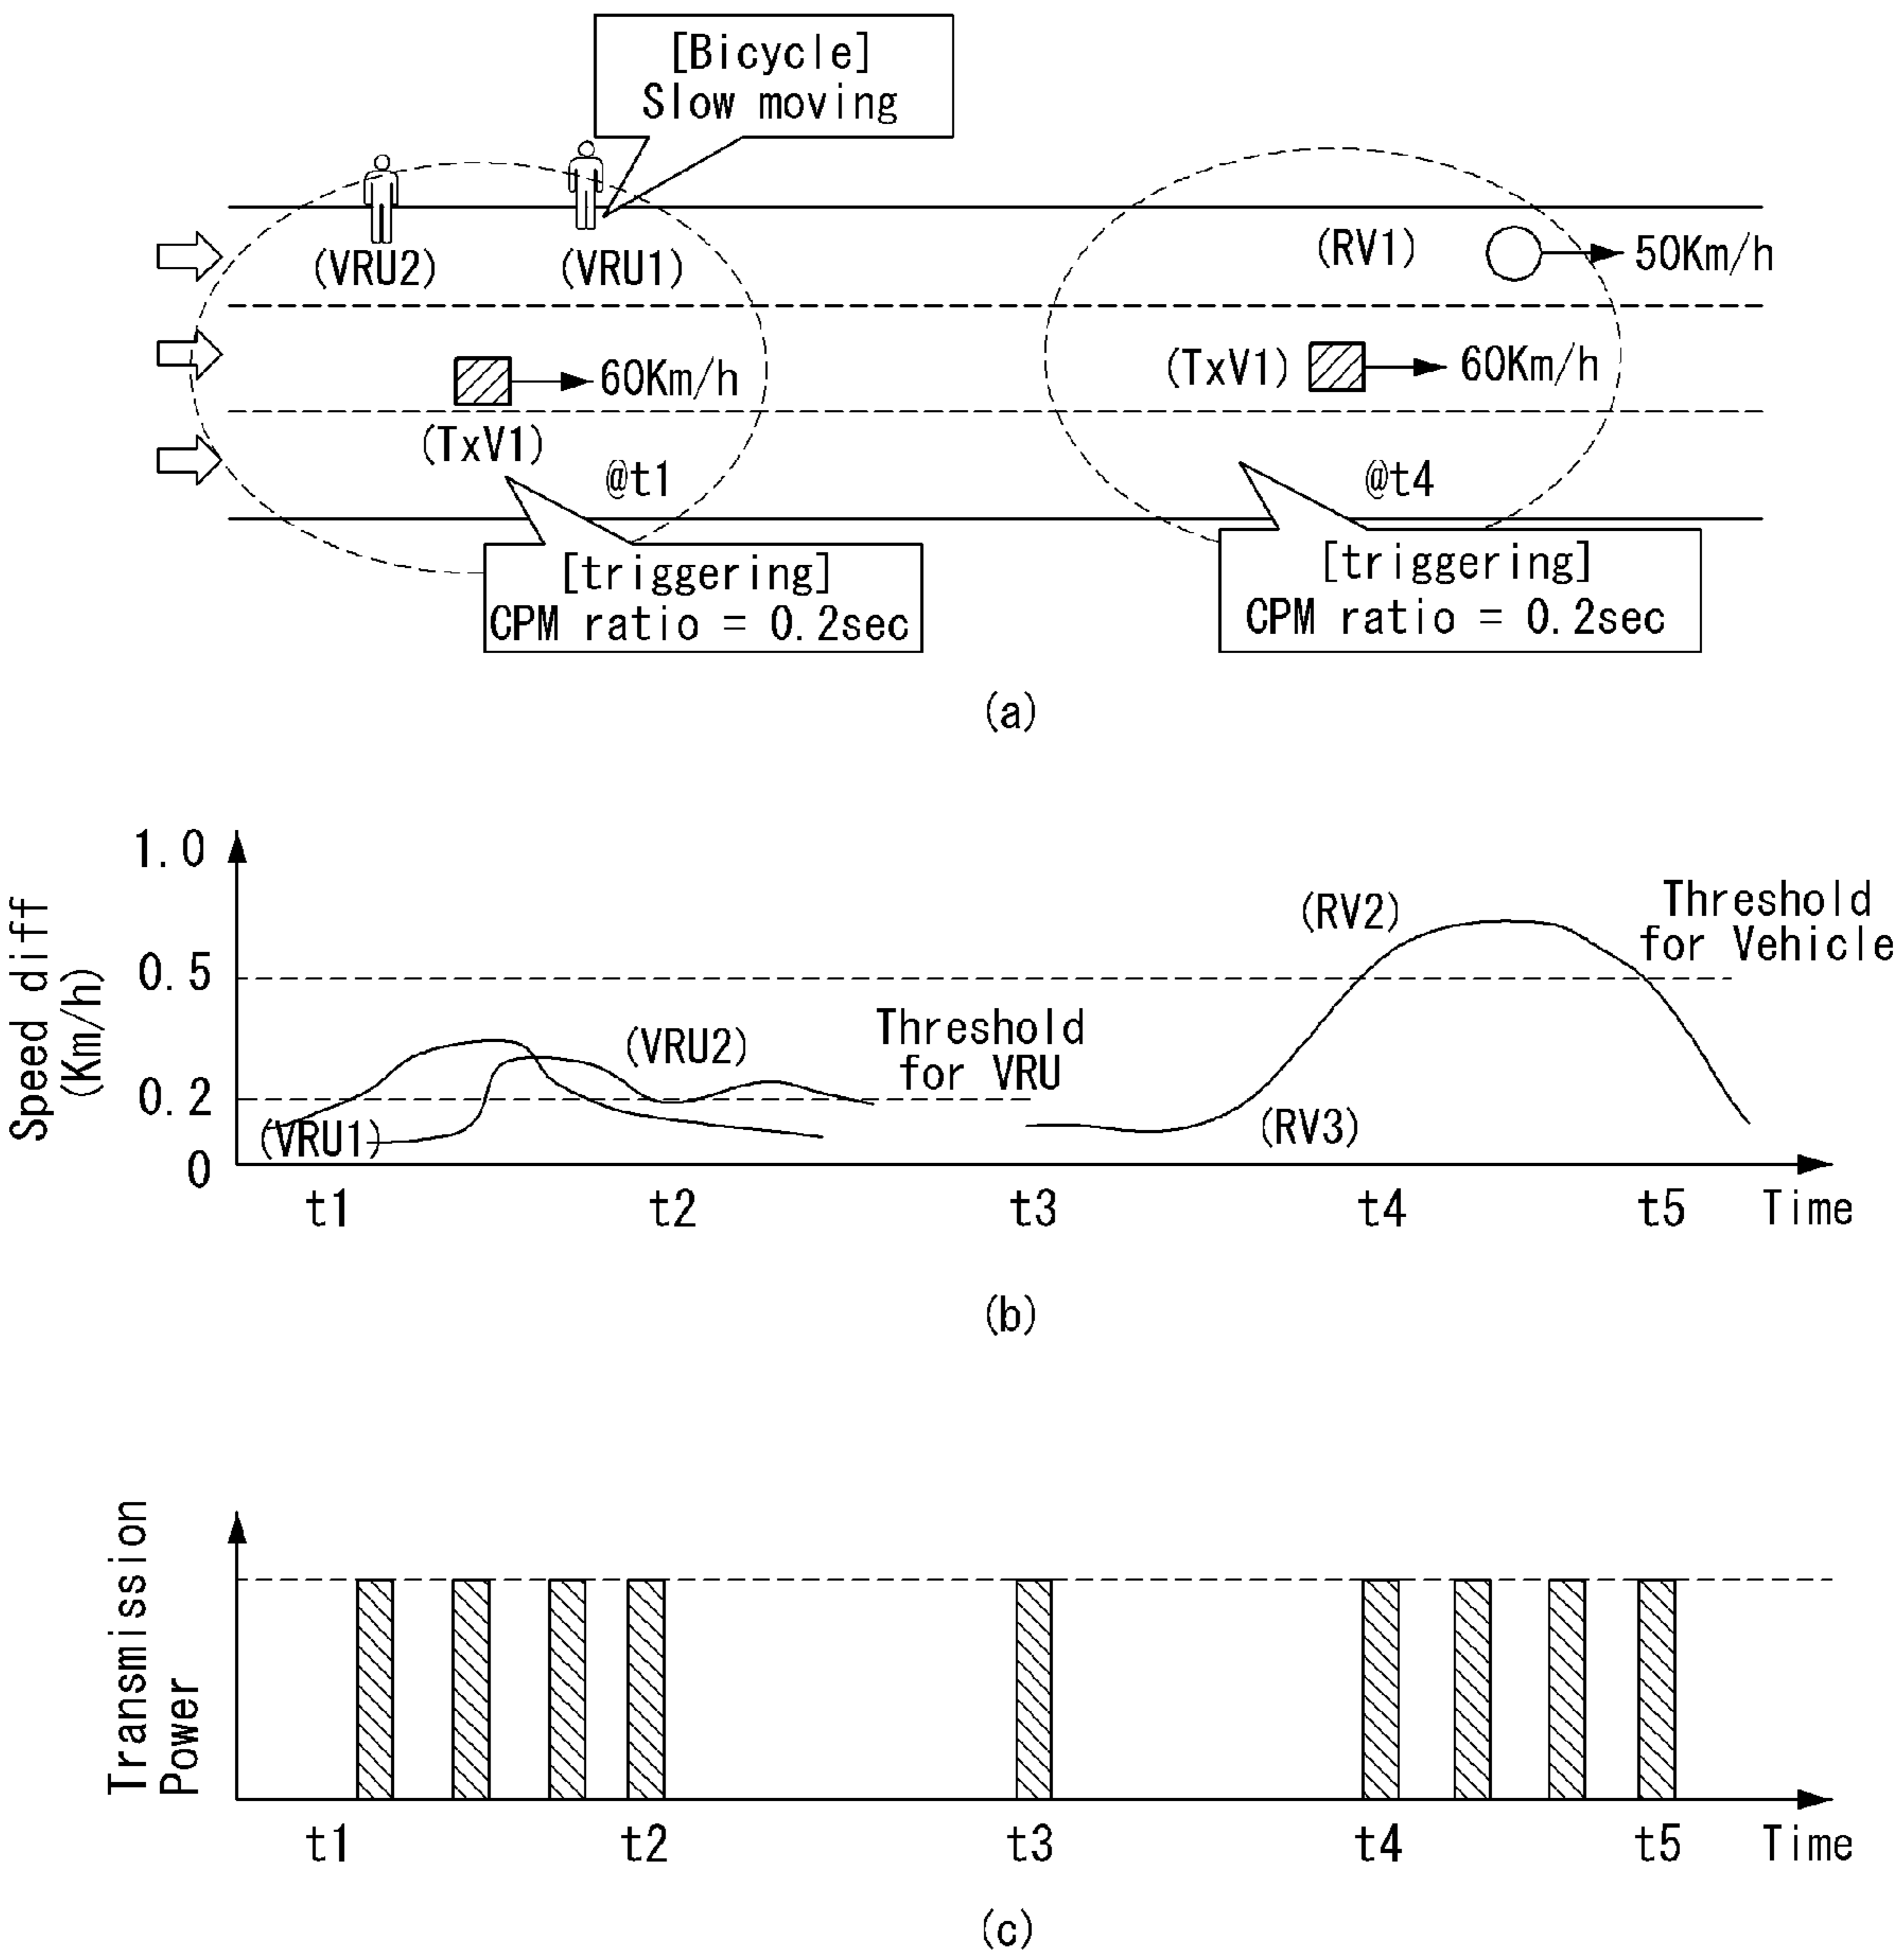 [Bicycle]
Slow moving
(VRU2)
(VRU1)
(RV1)
50Km/h
60Km/h
(TxV1)
60Km/h
(TxV1)
@t1
@t4
[triggering]
CPM ratio = 0.2sec
[triggering]
CPM ratio = 0.2sec
(a)
Speed diff
(Km/h)
1.0
0.5
0.2
0
(RV2)
Threshold
for Vehicle
(VRU2)
Threshold
for VRU
(VRU1)
(RV3)
t1
t2
t3
t4
t5
Time
(b)
Transmission
Power
t1
t2
t3
t4
t5
Time
(c)